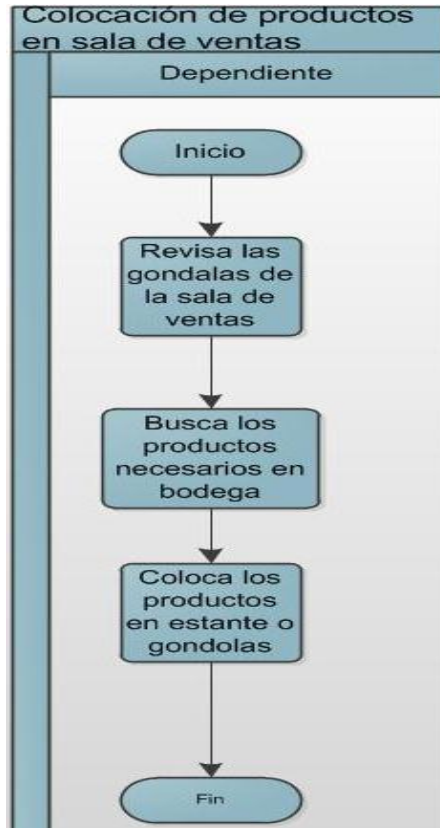 Colocación de productos
en sala de ventas
Dependiente
Inicio
Revisa las
gondalas de
la sala de
ventas
Busca los
productos
necesarios en
bodega
Coloca los
productos
en estante o
gondolas
Fin